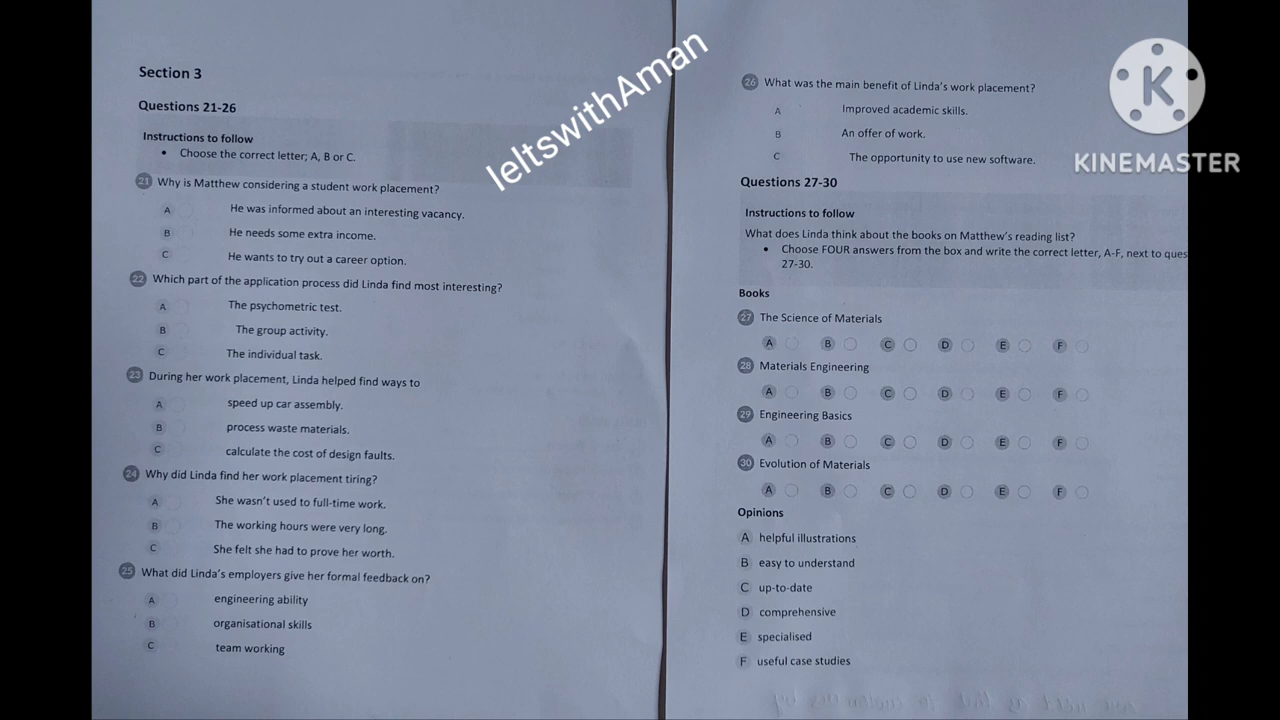 Section 3
Questions 21-26
Instructions to follow
• Choose the correct letter; A, B or C.
21 Why is Matthew considering a student work placement?
A He was informed about an interesting vacancy.
B He needs some extra income.
C He wants to try out a career option.
22 Which part of the application process did Linda find most interesting?
A The psychometric test.
B The group activity.
C The individual task.
23 During her work placement, Linda helped find ways to
A speed up car assembly.
B process waste materials.
C calculate the cost of design faults.
24 Why did Linda find her work placement tiring?
A She wasn't used to full-time work.
B The working hours were very long.
C She felt she had to prove her worth.
25 What did Linda's employers give her formal feedback on?
A engineering ability
B organisational skills
C team working
IeltswithAman
26 What was the main benefit of Linda's work placement?
A Improved academic skills.
B An offer of work.
C The opportunity to use new software.
Questions 27-30
Instructions to follow
What does Linda think about the books on Matthew's reading list?
• Choose FOUR answers from the box and write the correct letter, A-F, next to ques
27-30.
Books
27 The Science of Materials
A B C D E F
28 Materials Engineering
A B C D E F
29 Engineering Basics
A B C D E F
30 Evolution of Materials
A B C D E F
Opinions
A helpful illustrations
B easy to understand
C up-to-date
D comprehensive
E specialised
F useful case studies
K
KINEMASTER